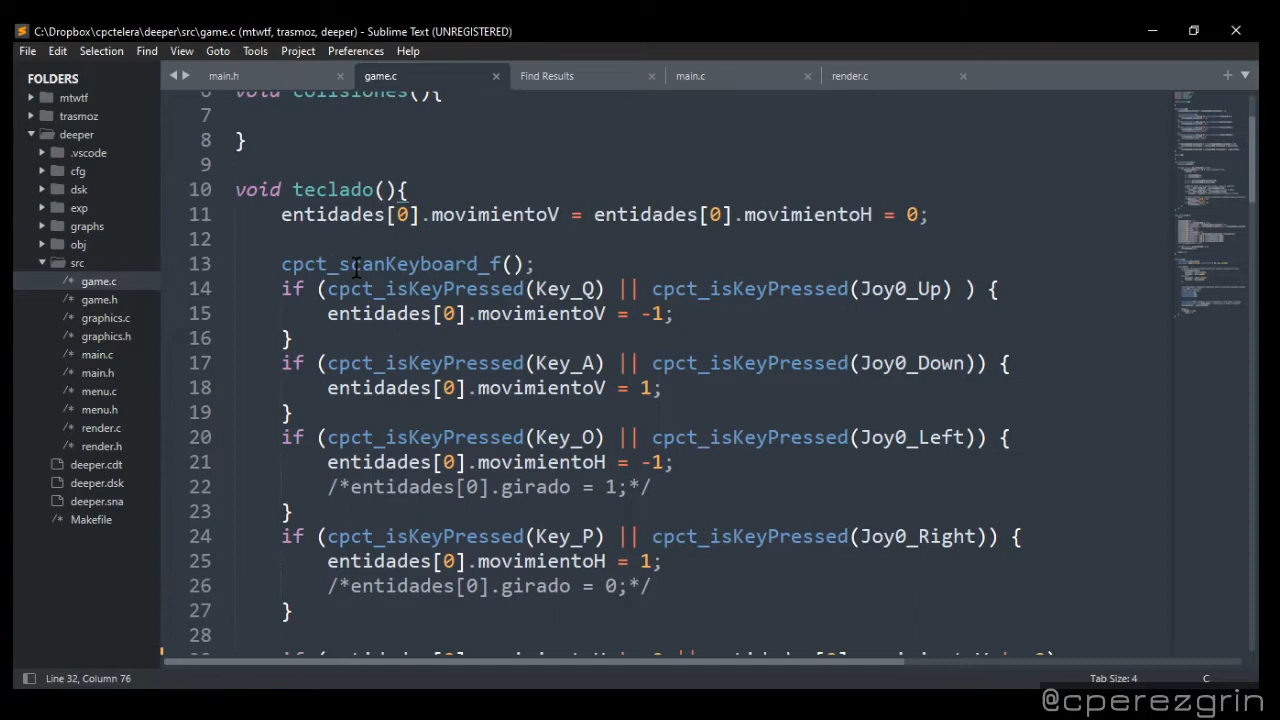 C:\Dropbox\cpctelera\deeper\src\game.c (mtwtf, trasmoz, deeper) - Sublime Text (UNREGISTERED)
File Edit Selection Find View Goto Tools Project Preferences Help
FOLDERS
mtwtf
trasmoz
deeper
.vscode
cfg
dsk
exp
graphs
obj
src
/* game.c
/* game.h
/* graphics.c
/* graphics.h
/* main.c
/* main.h
/* menu.c
/* menu.h
/* render.c
/* render.h
deeper.cdt
deeper.dsk
deeper.sna
Makefile
main.h game.c Find Results main.c render.c
6 void colisiones(){
7
8 }
9
10 void teclado(){
11 entidades[0].movimientoV = entidades[0].movimientoH = 0;
12
13 cpct_scanKeyboard_f();
14 if (cpct_isKeyPressed(Key_Q) || cpct_isKeyPressed(Joy0_Up) ) {
15 entidades[0].movimientoV = -1;
16 }
17 if (cpct_isKeyPressed(Key_A) || cpct_isKeyPressed(Joy0_Down)) {
18 entidades[0].movimientoV = 1;
19 }
20 if (cpct_isKeyPressed(Key_O) || cpct_isKeyPressed(Joy0_Left)) {
21 entidades[0].movimientoH = -1;
22 /*entidades[0].girado = 1;*/
23 }
24 if (cpct_isKeyPressed(Key_P) || cpct_isKeyPressed(Joy0_Right)) {
25 entidades[0].movimientoH = 1;
26 /*entidades[0].girado = 0;*/
27 }
28
Line 32, Column 76 Tab Size: 4 C
@cperezgrin